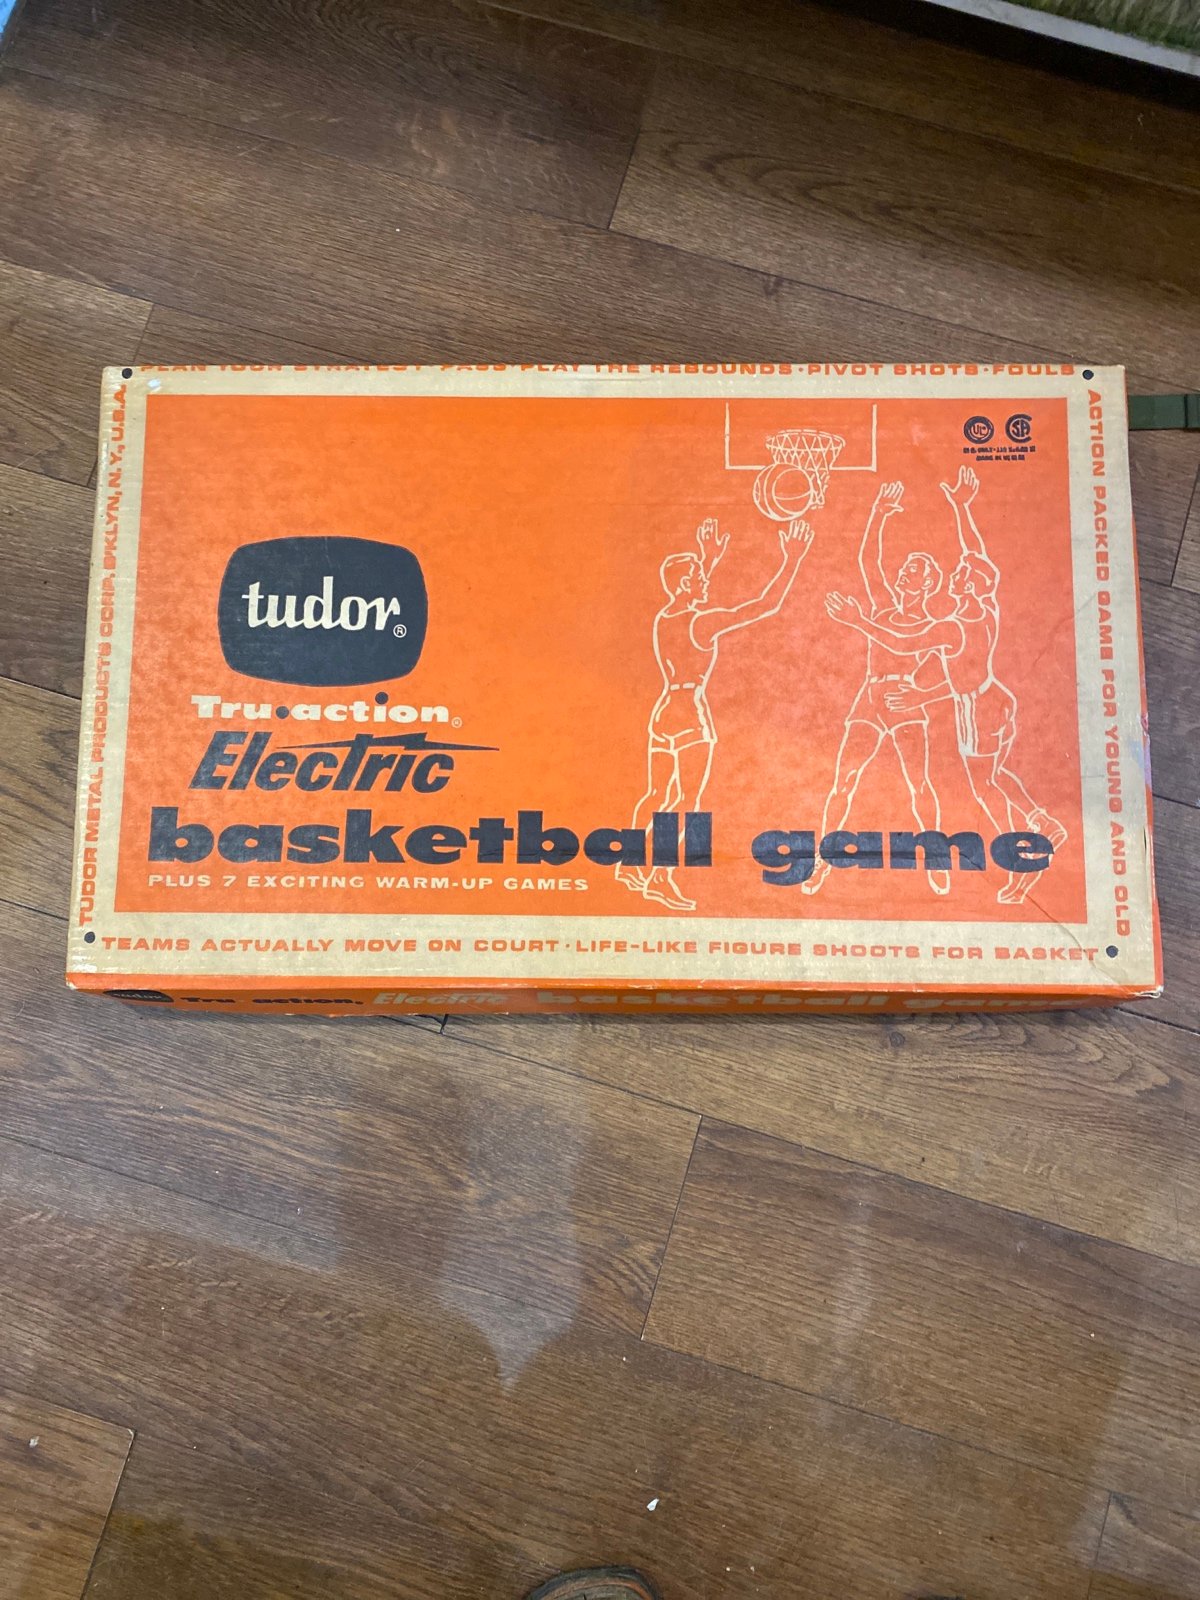 PLAN YOUR STRATEGY PASS·PLAY THE REBOUNDS·PIVOT SHOTS·FOULS
ACTION PACKED GAME FOR YOUNG AND OLD
TUDOR METAL PRODUCTS CORP. BKLYN, N.Y., U.S.A.
SA
tudor®
Tru·action®
Electric
basketball game
PLUS 7 EXCITING WARM-UP GAMES
TEAMS ACTUALLY MOVE ON COURT·LIFE-LIKE FIGURE SHOOTS FOR BASKET
tudor Tru·action® Electric basketball game